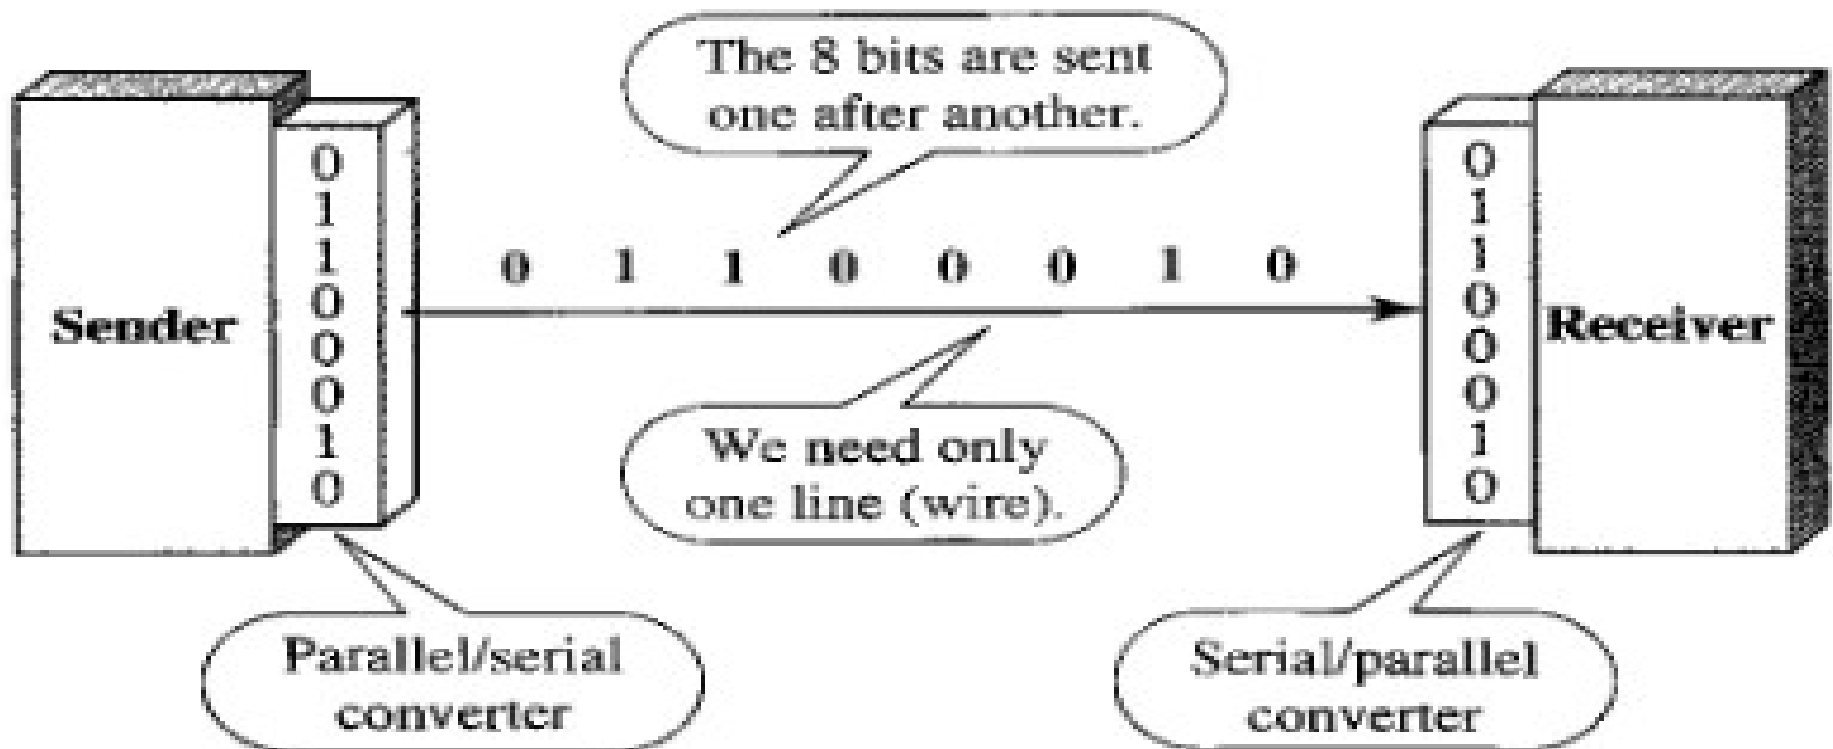 The 8 bits are sent
one after another.
0
1
1
0
0
0
1
0
Sender
0 1 1 0 0 0 1 0
0
1
1
0
0
0
1
0
Receiver
We need only
one line (wire).
Parallel/serial
converter
Serial/parallel
converter